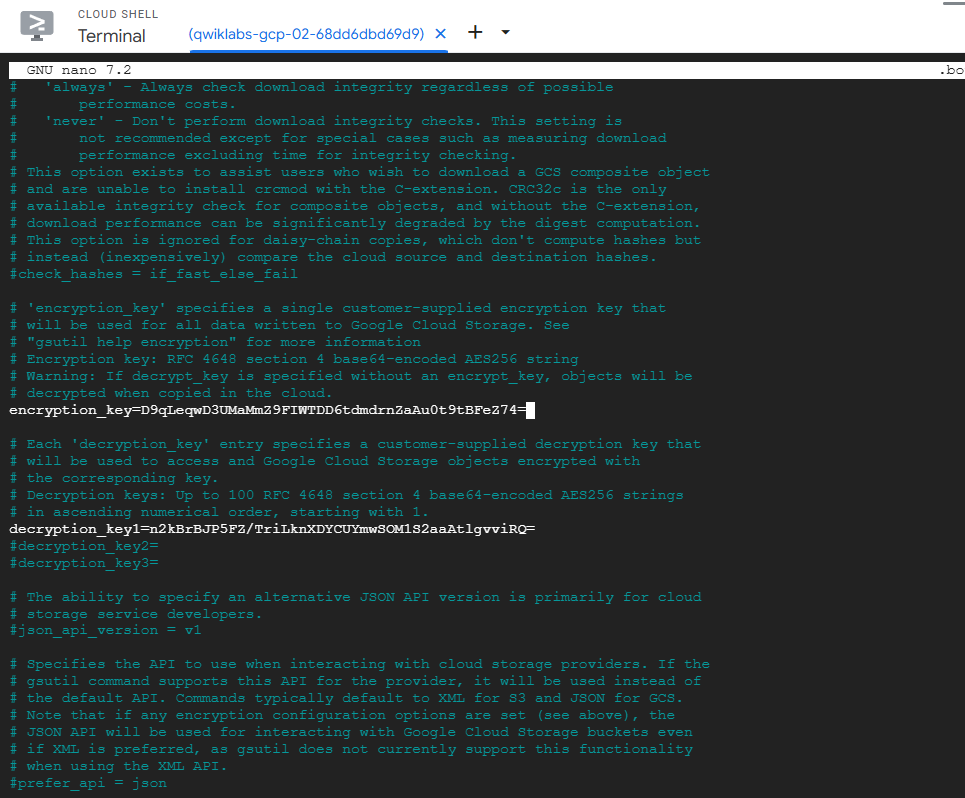 CLOUD SHELL
Terminal
(qwiklabs-gcp-02-68dd6dbd69d9)
GNU nano 7.2 .bo
#   'always' - Always check download integrity regardless of possible
#       performance costs.
#   'never' - Don't perform download integrity checks. This setting is
#       not recommended except for special cases such as measuring download
#       performance excluding time for integrity checking.
# This option exists to assist users who wish to download a GCS composite object
# and are unable to install crcmod with the C-extension. CRC32c is the only
# available integrity check for composite objects, and without the C-extension,
# download performance can be significantly degraded by the digest computation.
# This option is ignored for daisy-chain copies, which don't compute hashes but
# instead (inexpensively) compare the cloud source and destination hashes.
#check_hashes = if_fast_else_fail
# 'encryption_key' specifies a single customer-supplied encryption key that
# will be used for all data written to Google Cloud Storage. See
# "gsutil help encryption" for more information
# Encryption key: RFC 4648 section 4 base64-encoded AES256 string
# Warning: If decrypt_key is specified without an encrypt_key, objects will be
# decrypted when copied in the cloud.
encryption_key=D9qLeqwD3UMaMmZ9FIWTDD6tdmdrnZaAu0t9tBFeZ74=
# Each 'decryption_key' entry specifies a customer-supplied decryption key that
# will be used to access and Google Cloud Storage objects encrypted with
# the corresponding key.
# Decryption keys: Up to 100 RFC 4648 section 4 base64-encoded AES256 strings
# in ascending numerical order, starting with 1.
decryption_key1=n2kBrBJP5FZ/TriLknXDYCUYmwSOM1S2aaAtlgvviRQ=
#decryption_key2=
#decryption_key3=
# The ability to specify an alternative JSON API version is primarily for cloud
# storage service developers.
#json_api_version = v1
# Specifies the API to use when interacting with cloud storage providers. If the
# gsutil command supports this API for the provider, it will be used instead of
# the default API. Commands typically default to XML for S3 and JSON for GCS.
# Note that if any encryption configuration options are set (see above), the
# JSON API will be used for interacting with Google Cloud Storage buckets even
# if XML is preferred, as gsutil does not currently support this functionality
# when using the XML API.
#prefer_api = json